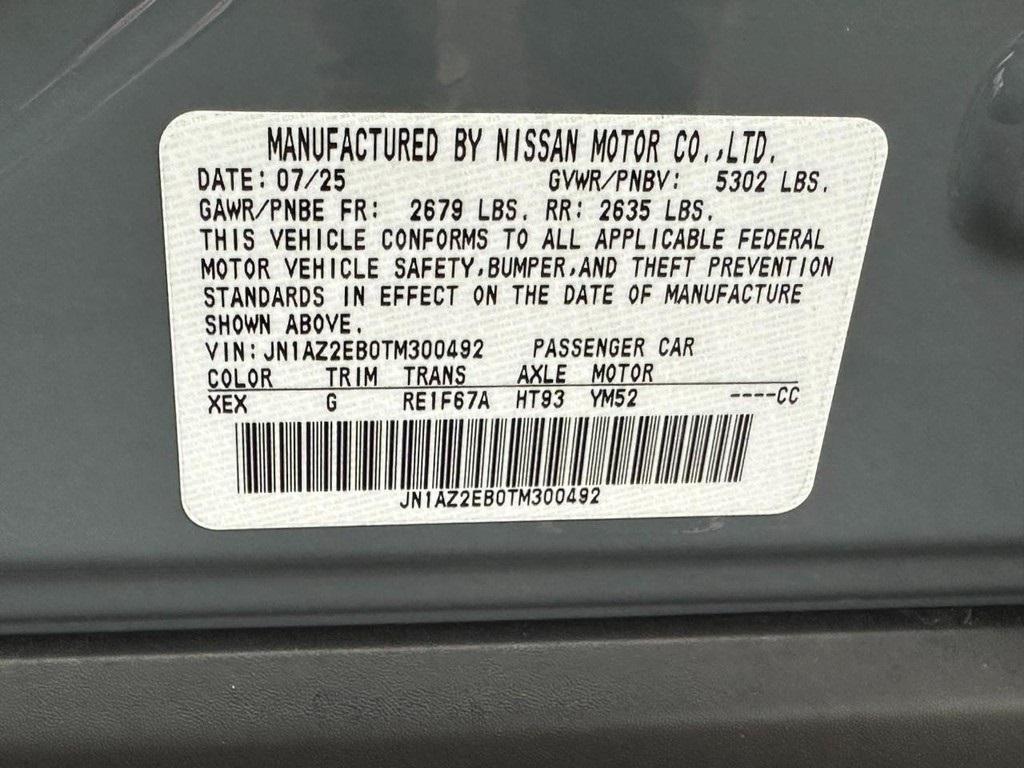 MANUFACTURED BY NISSAN MOTOR CO.,LTD.
DATE: 07/25 GVWR/PNBV: 5302 LBS.
GAWR/PNBE FR: 2679 LBS. RR: 2635 LBS.
THIS VEHICLE CONFORMS TO ALL APPLICABLE FEDERAL
MOTOR VEHICLE SAFETY,BUMPER,AND THEFT PREVENTION
STANDARDS IN EFFECT ON THE DATE OF MANUFACTURE
SHOWN ABOVE.
VIN: JN1AZ2EB0TM300492 PASSENGER CAR
COLOR TRIM TRANS AXLE MOTOR
XEX G RE1F67A HT93 YM52 ----CC
JN1AZ2EB0TM300492